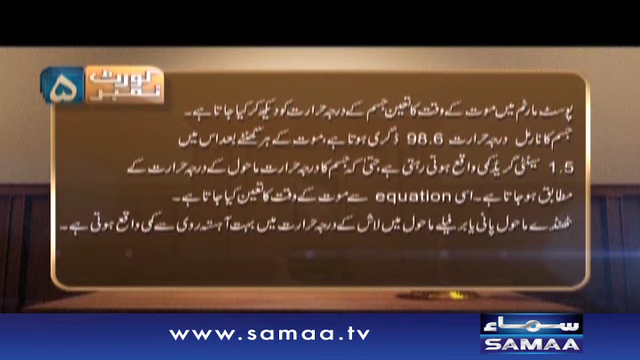 کورٹ
نمبر
۵
پوسٹ مارٹم میں موت کے وقت کا تعین جسم کے درجہ حرارت کو دیکھ کر کیا جاتا ہے۔
جسم کا نارمل درجہ حرارت 98.6 ڈگری ہوتا ہے، موت کے ہر گھنٹے بعد اس میں
1.5 سینٹی گریڈ کمی واقع ہوتی رہتی ہے حتیٰ کہ جسم کا درجہ حرارت ماحول کے درجہ حرارت کے
مطابق ہو جاتا ہے۔ اسی equation سے موت کے وقت کا تعین کیا جاتا ہے۔
ٹھنڈے ماحول پانی یا برفیلے ماحول میں لاش کے درجہ حرارت میں بہت آہستہ روی سے کمی واقع ہوتی ہے۔
www.samaa.tv
سماء
SAMAA